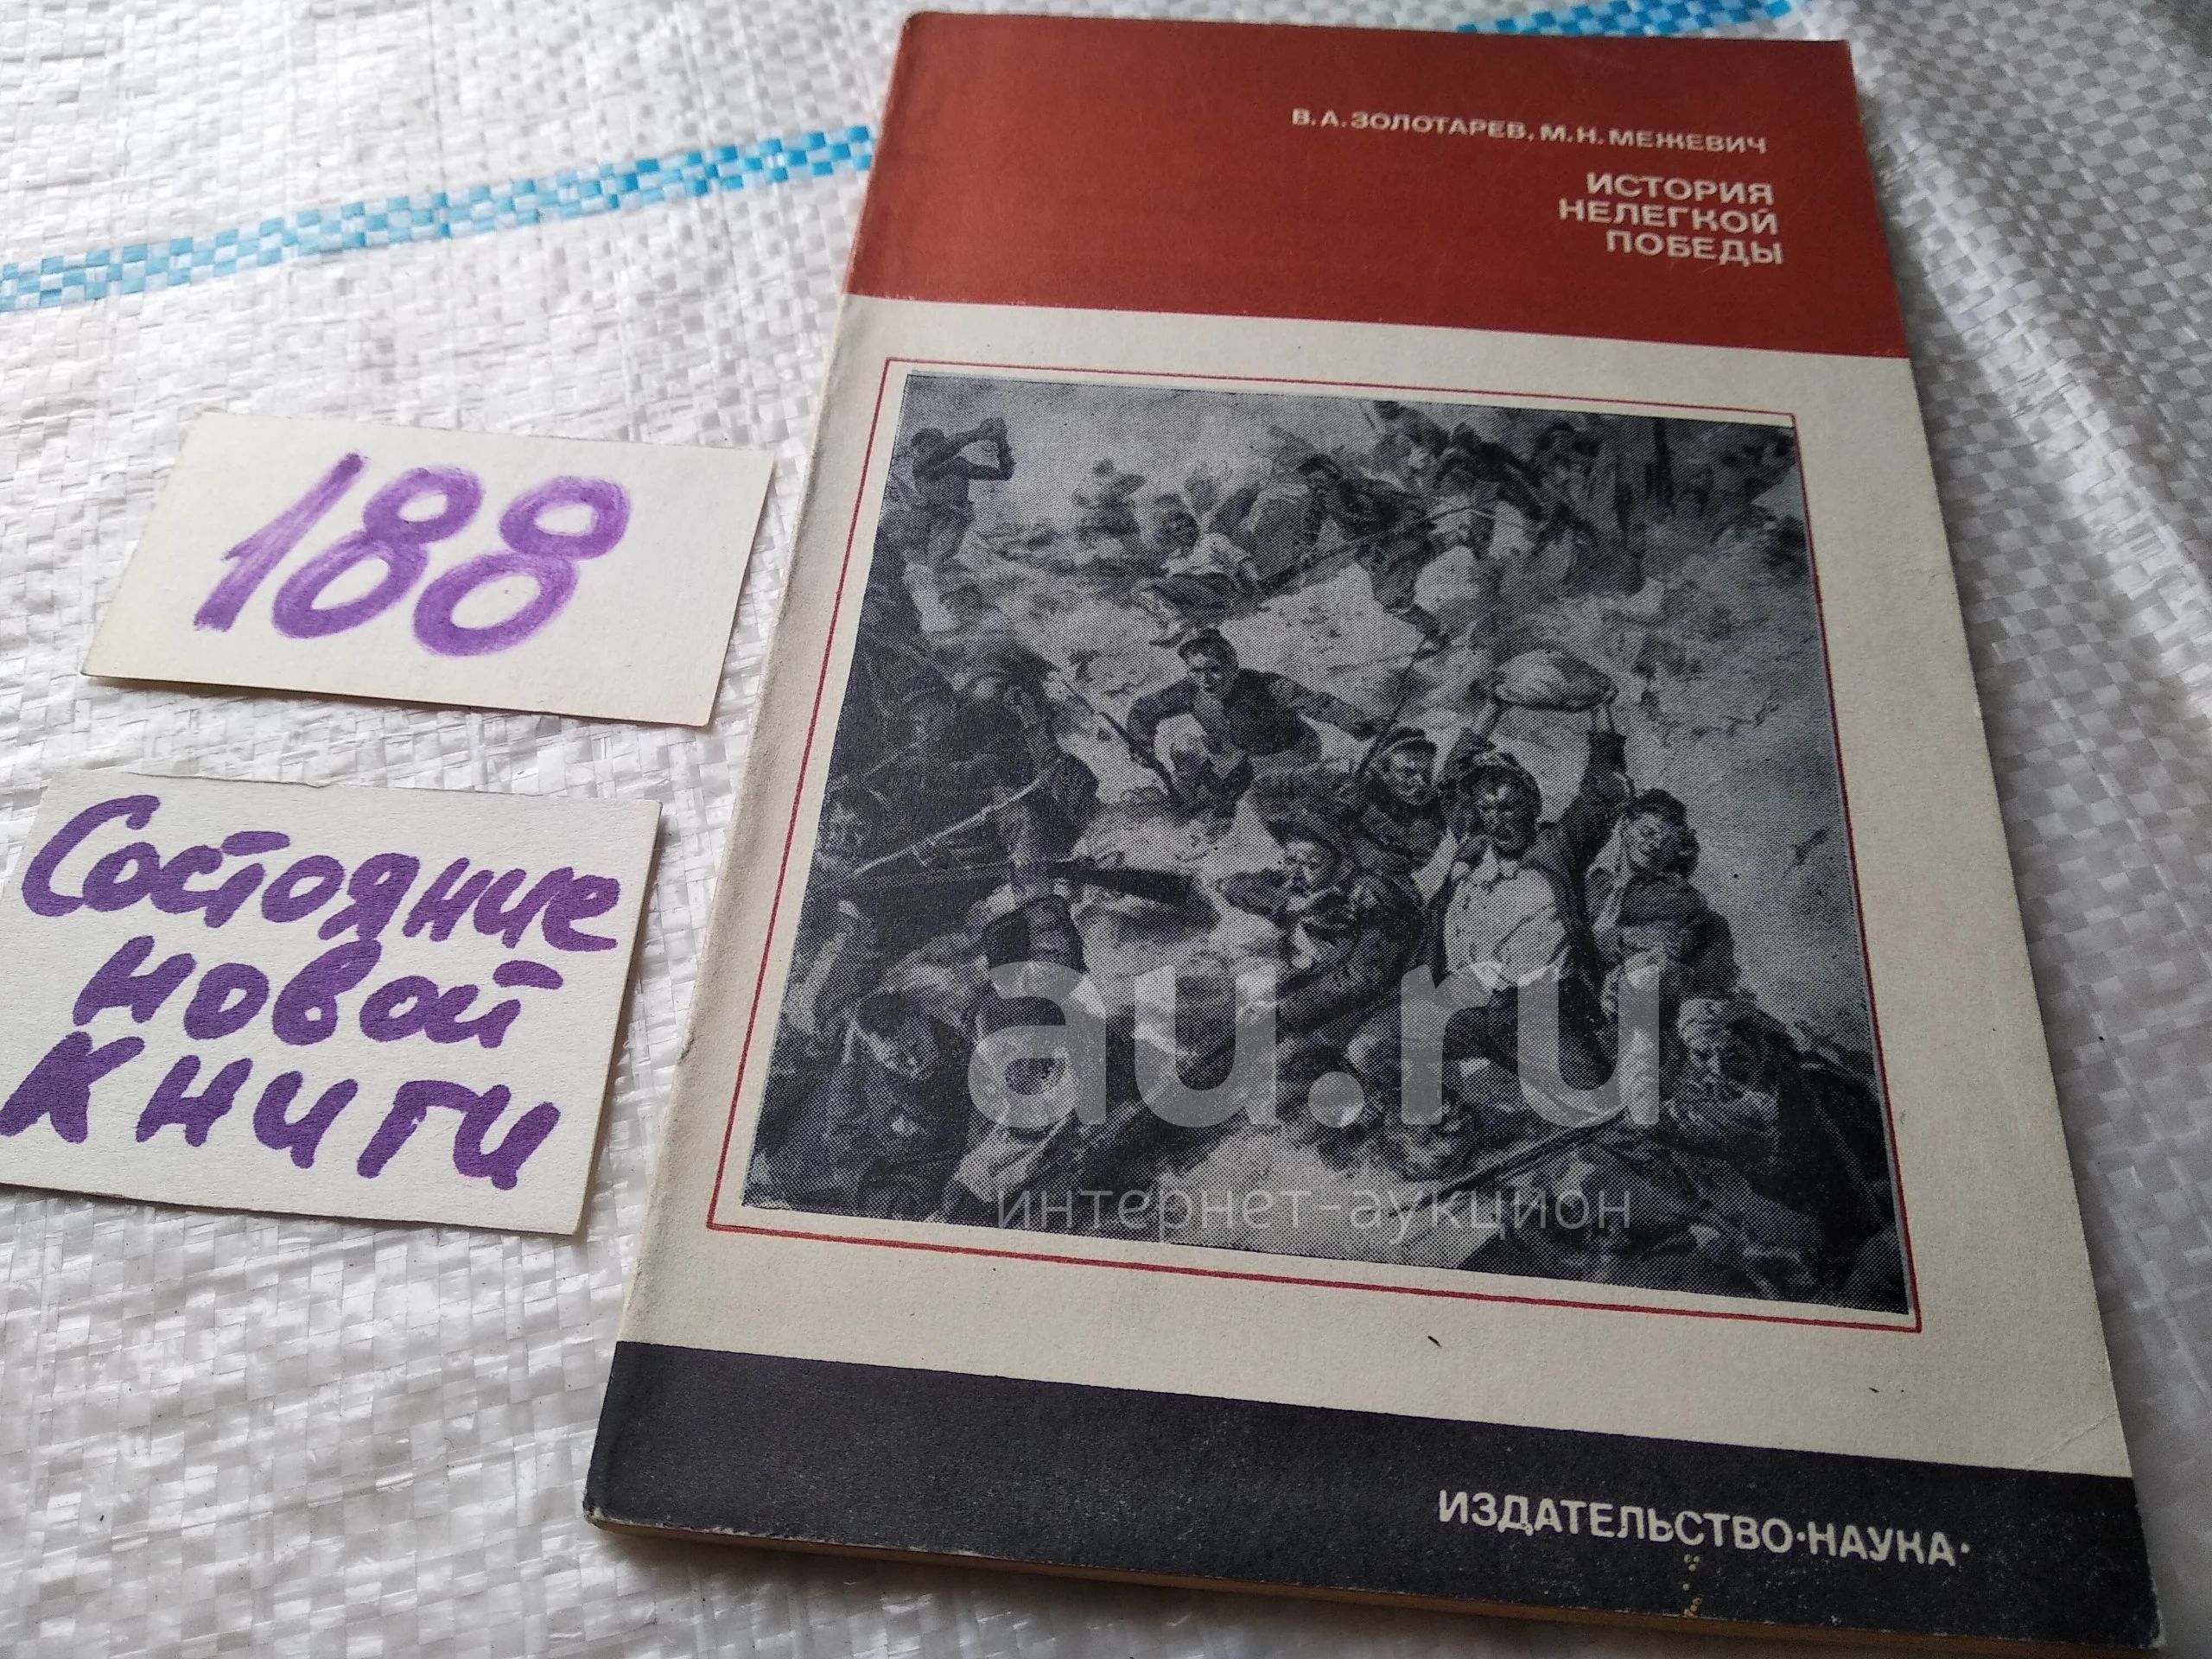 В. А. ЗОЛОТАРЕВ, М. Н. МЕЖЕВИЧ
ИСТОРИЯ
НЕЛЕГКОЙ
ПОБЕДЫ
188
Состояние
новой
Книги
au.ru
интернет-аукцион
ИЗДАТЕЛЬСТВО·НАУКА·